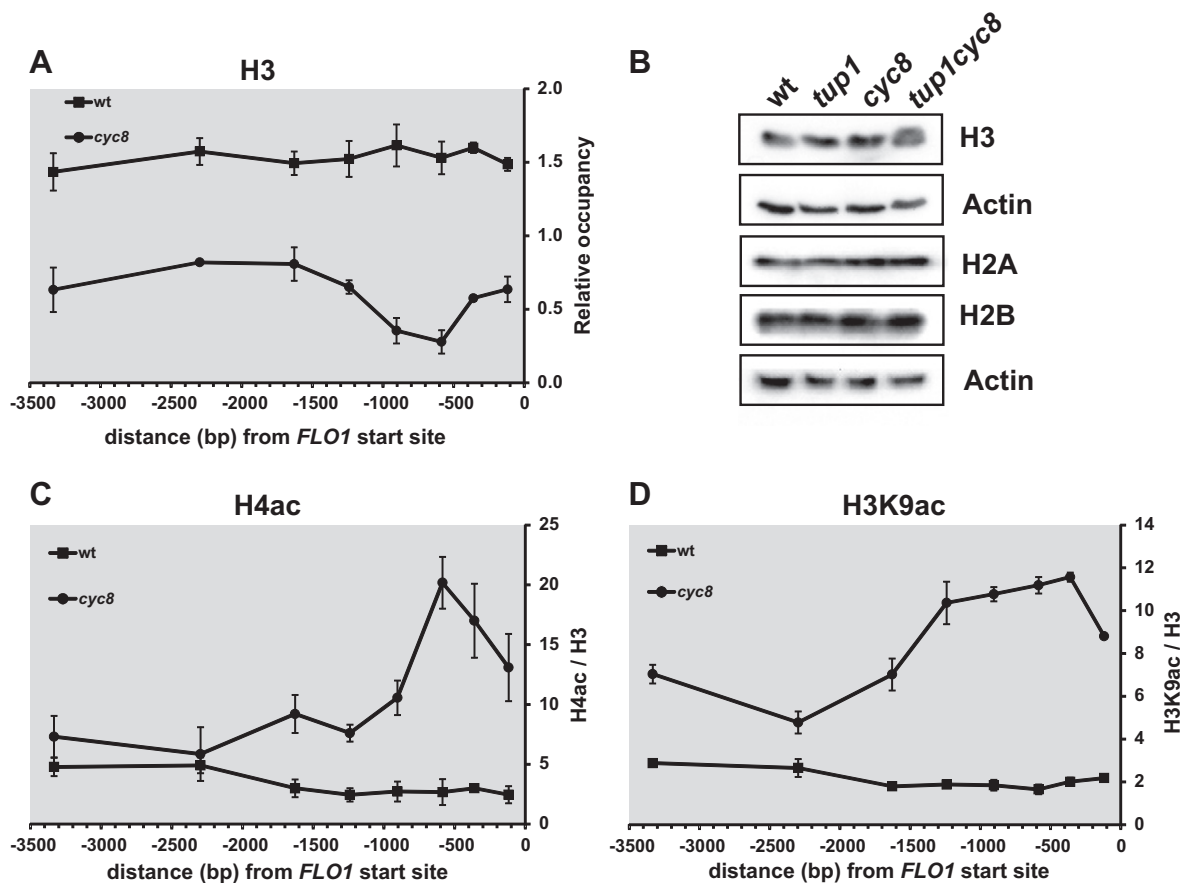 A
H3
wt
cyc8
2.0
1.5
1.0
0.5
0.0
Relative occupancy
-3500 -3000 -2500 -2000 -1500 -1000 -500 0
distance (bp) from FLO1 start site
B
wt tup1 cyc8 tup1cyc8
H3
Actin
H2A
H2B
Actin
C
H4ac
wt
cyc8
25
20
15
10
5
0
H4ac / H3
-3500 -3000 -2500 -2000 -1500 -1000 -500 0
distance (bp) from FLO1 start site
D
H3K9ac
wt
cyc8
14
12
10
8
6
4
2
0
H3K9ac / H3
-3500 -3000 -2500 -2000 -1500 -1000 -500 0
distance (bp) from FLO1 start site